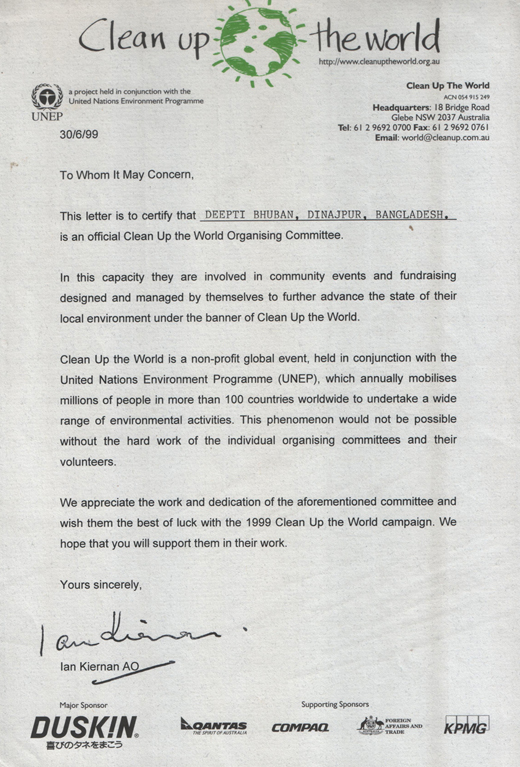 Clean up the world
http://www.cleanuptheworld.org.au
a project held in conjunction with the
United Nations Environment Programme
UNEP
Clean Up The World
ACN 054 915 249
Headquarters: 18 Bridge Road
Glebe NSW 2037 Australia
Tel: 61 2 9692 0700 Fax: 61 2 9692 0761
Email: world@cleanup.com.au
30/6/99
To Whom It May Concern,
This letter is to certify that DEEPTI BHUBAN, DINAJPUR, BANGLADESH.
is an official Clean Up the World Organising Committee.
In this capacity they are involved in community events and fundraising
designed and managed by themselves to further advance the state of their
local environment under the banner of Clean Up the World.
Clean Up the World is a non-profit global event, held in conjunction with the
United Nations Environment Programme (UNEP), which annually mobilises
millions of people in more than 100 countries worldwide to undertake a wide
range of environmental activities. This phenomenon would not be possible
without the hard work of the individual organising committees and their
volunteers.
We appreciate the work and dedication of the aforementioned committee and
wish them the best of luck with the 1999 Clean Up the World campaign. We
hope that you will support them in their work.
Yours sincerely,
Ian Kiernan
Ian Kiernan AO
Major Sponsor
Supporting Sponsors
DUSKIN
喜びのタネをまこう
QANTAS
THE SPIRIT OF AUSTRALIA
COMPAQ
FOREIGN
AFFAIRS AND
TRADE
KPMG